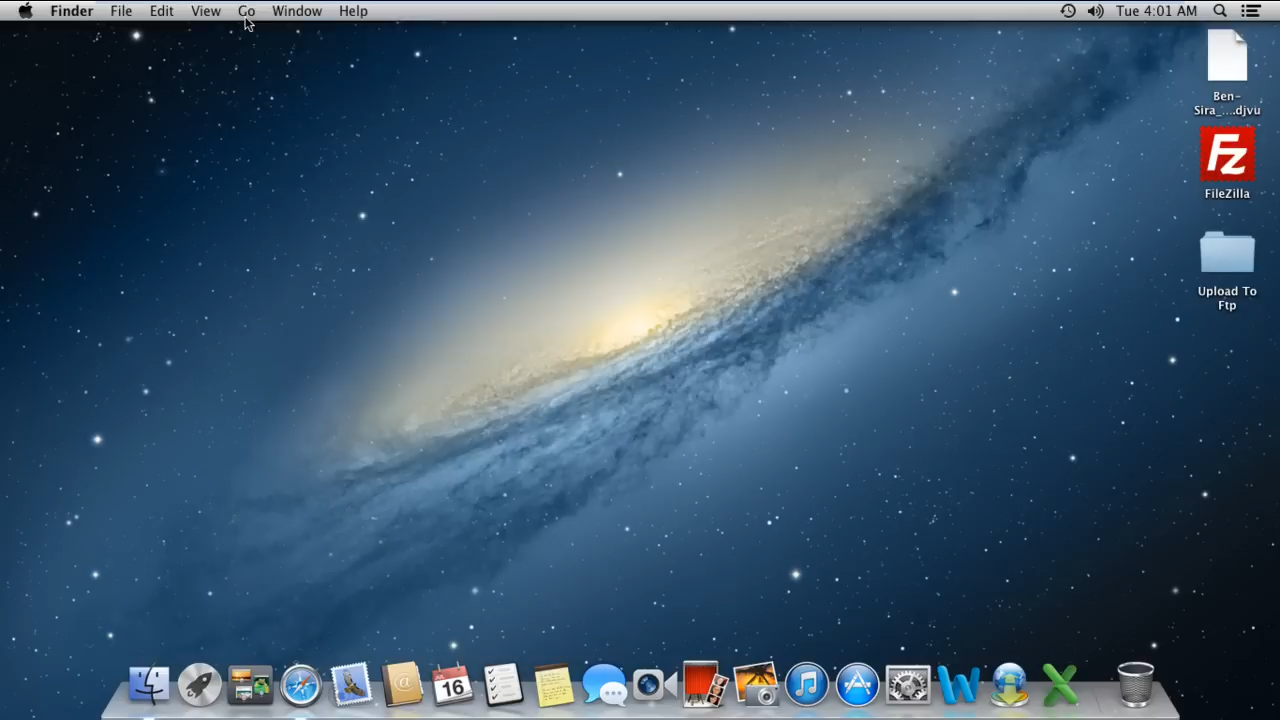 Finder File Edit View Go Window Help Tue 4:01 AM
Ben-
Sira_....djvu
Fz
FileZilla
Upload To
Ftp
16